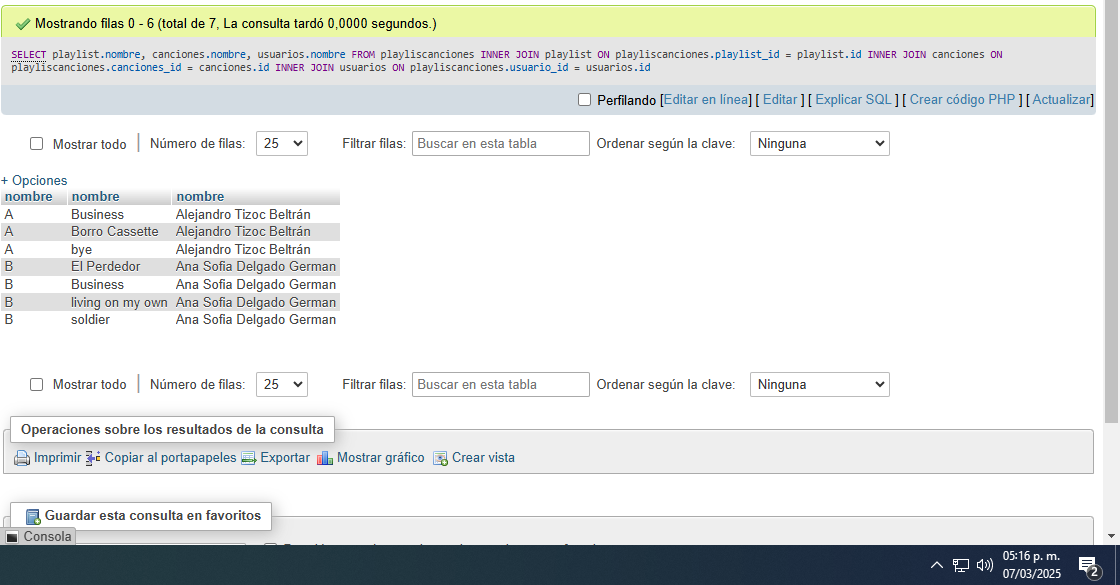 Mostrando filas 0 - 6 (total de 7, La consulta tardó 0,0000 segundos.)
SELECT playlist.nombre, canciones.nombre, usuarios.nombre FROM playliscanciones INNER JOIN playlist ON playliscanciones.playlist_id = playlist.id INNER JOIN canciones ON
playliscanciones.canciones_id = canciones.id INNER JOIN usuarios ON playliscanciones.usuario_id = usuarios.id
Perfilando [Editar en línea] [ Editar ] [ Explicar SQL ] [ Crear código PHP ] [ Actualizar]
Mostrar todo | Número de filas: 25 Filtrar filas: Buscar en esta tabla Ordenar según la clave: Ninguna
+ Opciones
nombre nombre nombre
A Business Alejandro Tizoc Beltrán
A Borro Cassette Alejandro Tizoc Beltrán
A bye Alejandro Tizoc Beltrán
B El Perdedor Ana Sofia Delgado German
B Business Ana Sofia Delgado German
B living on my own Ana Sofia Delgado German
B soldier Ana Sofia Delgado German
Mostrar todo | Número de filas: 25 Filtrar filas: Buscar en esta tabla Ordenar según la clave: Ninguna
Operaciones sobre los resultados de la consulta
Imprimir Copiar al portapapeles Exportar Mostrar gráfico Crear vista
Guardar esta consulta en favoritos
Consola
05:16 p. m.
07/03/2025
2